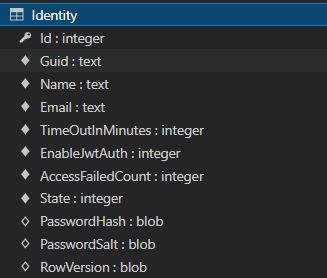 Identity
Id : integer
Guid : text
Name : text
Email : text
TimeOutInMinutes : integer
EnableJwtAuth : integer
AccessFailedCount : integer
State : integer
PasswordHash : blob
PasswordSalt : blob
RowVersion : blob